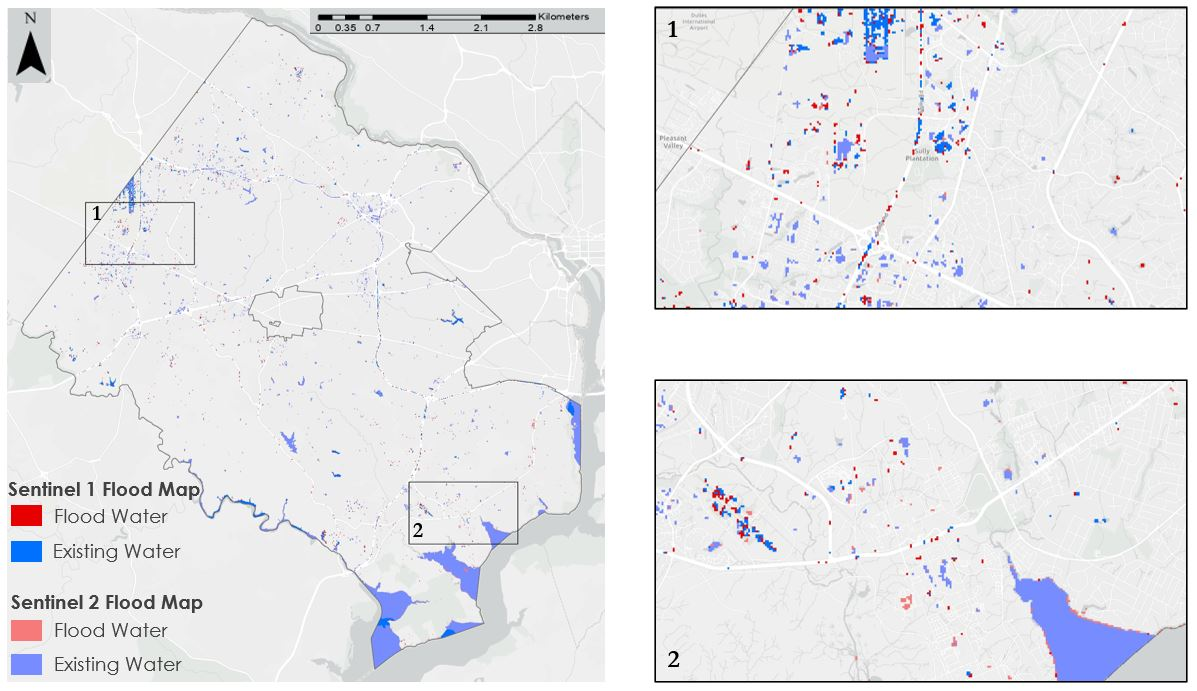 N
Kilometers
0 0.35 0.7 1.4 2.1 2.8
1
2
Sentinel 1 Flood Map
Flood Water
Existing Water
Sentinel 2 Flood Map
Flood Water
Existing Water
1
Dulles
International
Airport
Pleasant
Valley
Sully
Plantation
2